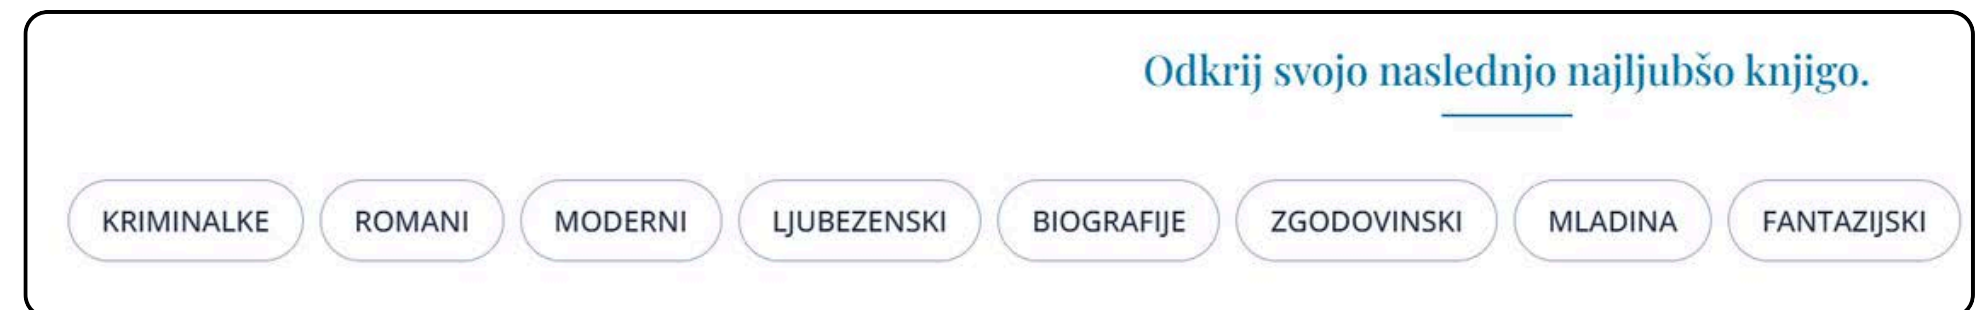 Odkrij svojo naslednjo najljubšo knjigo.
KRIMINALKE ROMANI MODERNI LJUBEZENSKI BIOGRAFIJE ZGODOVINSKI MLADINA FANTAZIJSKI